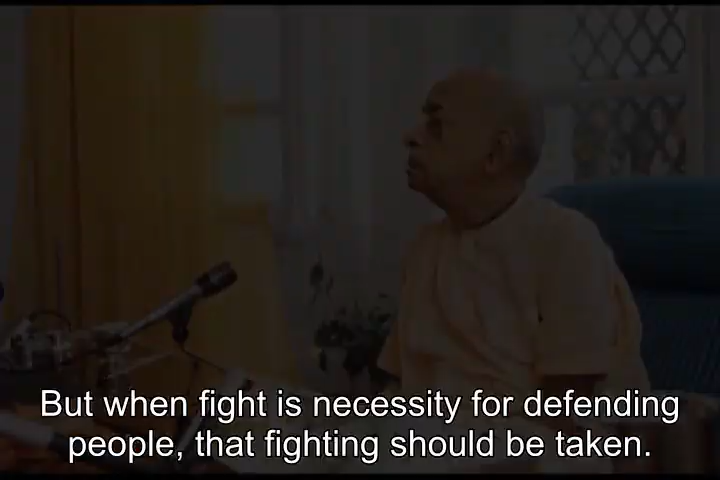 But when fight is necessity for defending
people, that fighting should be taken.